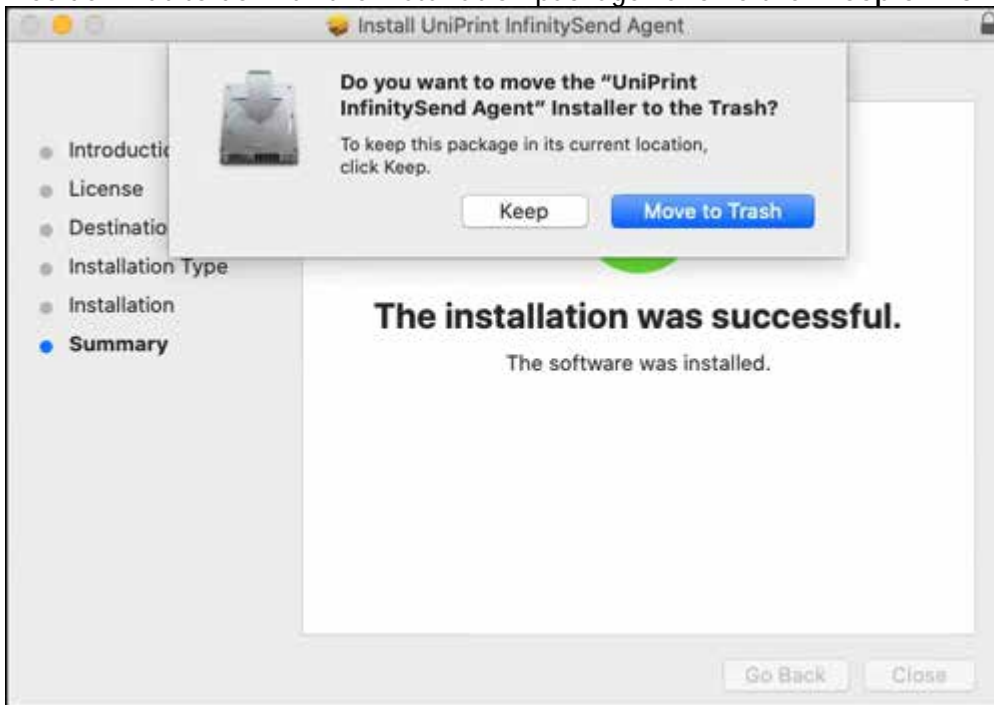 Install UniPrint InfinitySend Agent
Do you want to move the "UniPrint
InfinitySend Agent" Installer to the Trash?
To keep this package in its current location,
click Keep.
Keep
Move to Trash
Introductio
License
Destinatio
Installation Type
Installation
Summary
The installation was successful.
The software was installed.
Go Back
Close